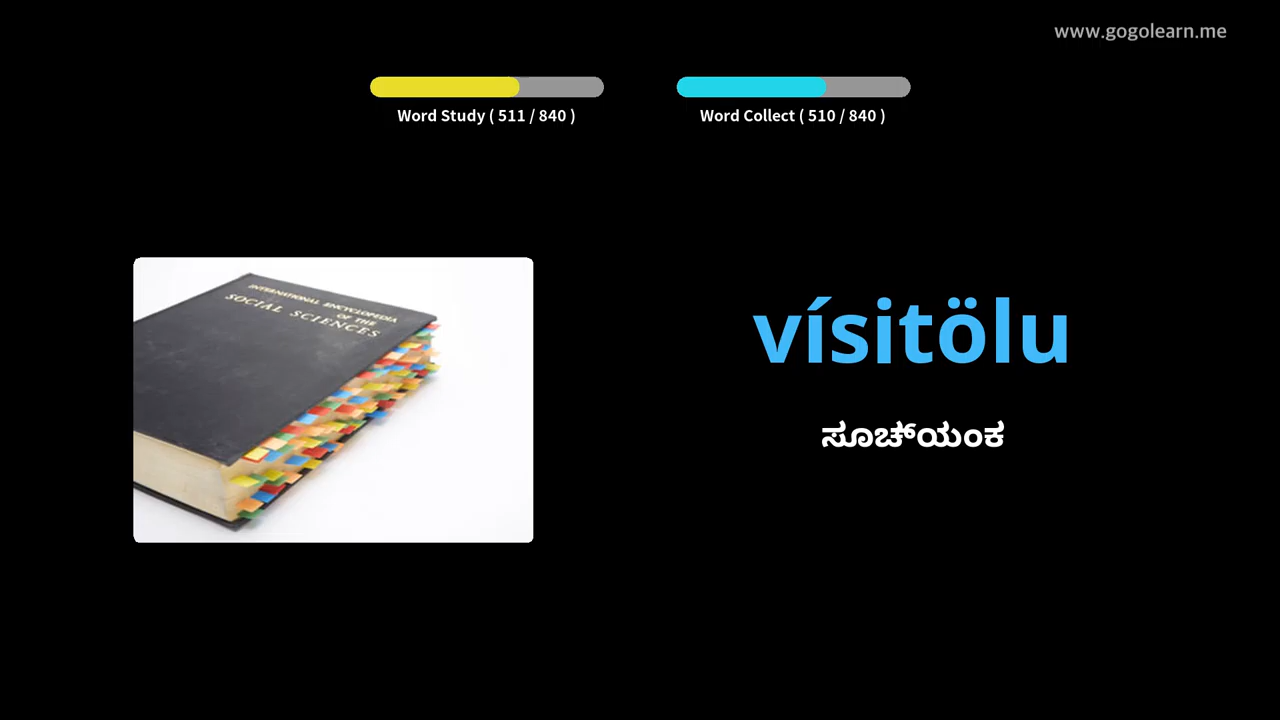 www.gogolearn.me
Word Study ( 511 / 840 )
Word Collect ( 510 / 840 )
INTERNATIONAL ENCYCLOPEDIA
OF THE
SOCIAL SCIENCES
vísitölu
ಸೂಚ್ಯಂಕ